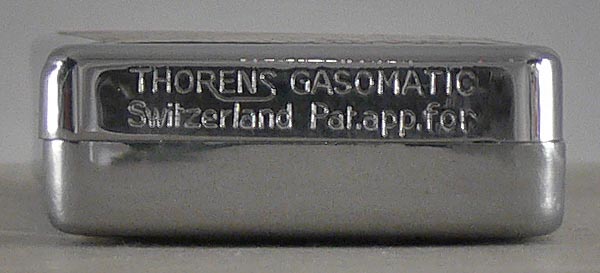 THORENS GASOMATIC
Switzerland Pat.app.for